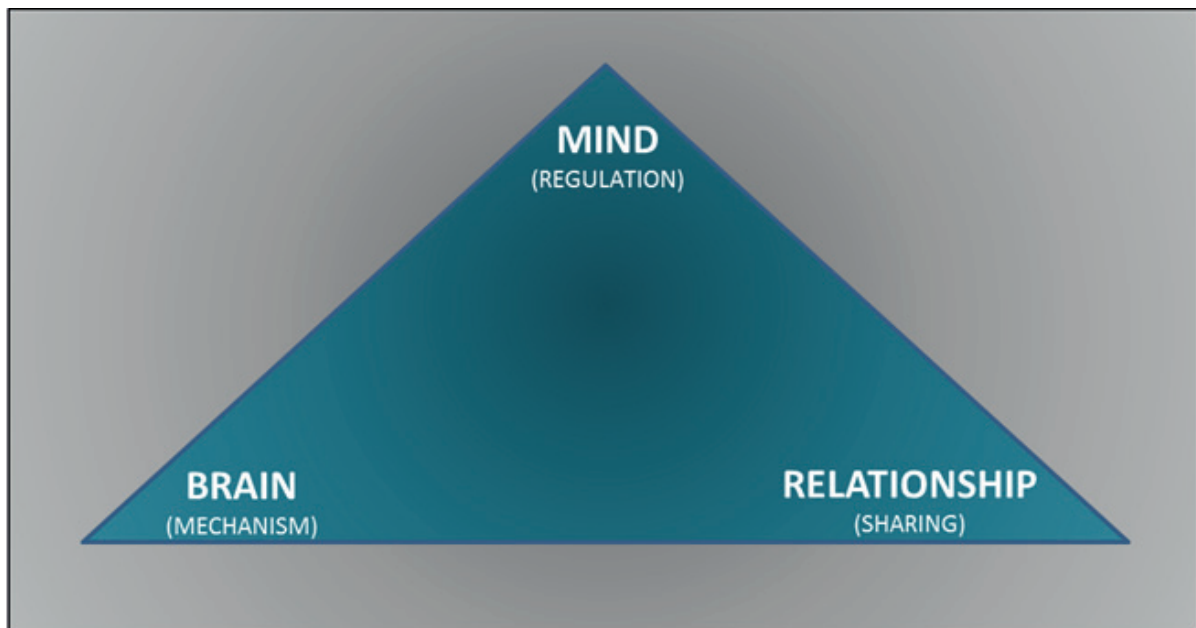 MIND
(REGULATION)
BRAIN
(MECHANISM)
RELATIONSHIP
(SHARING)